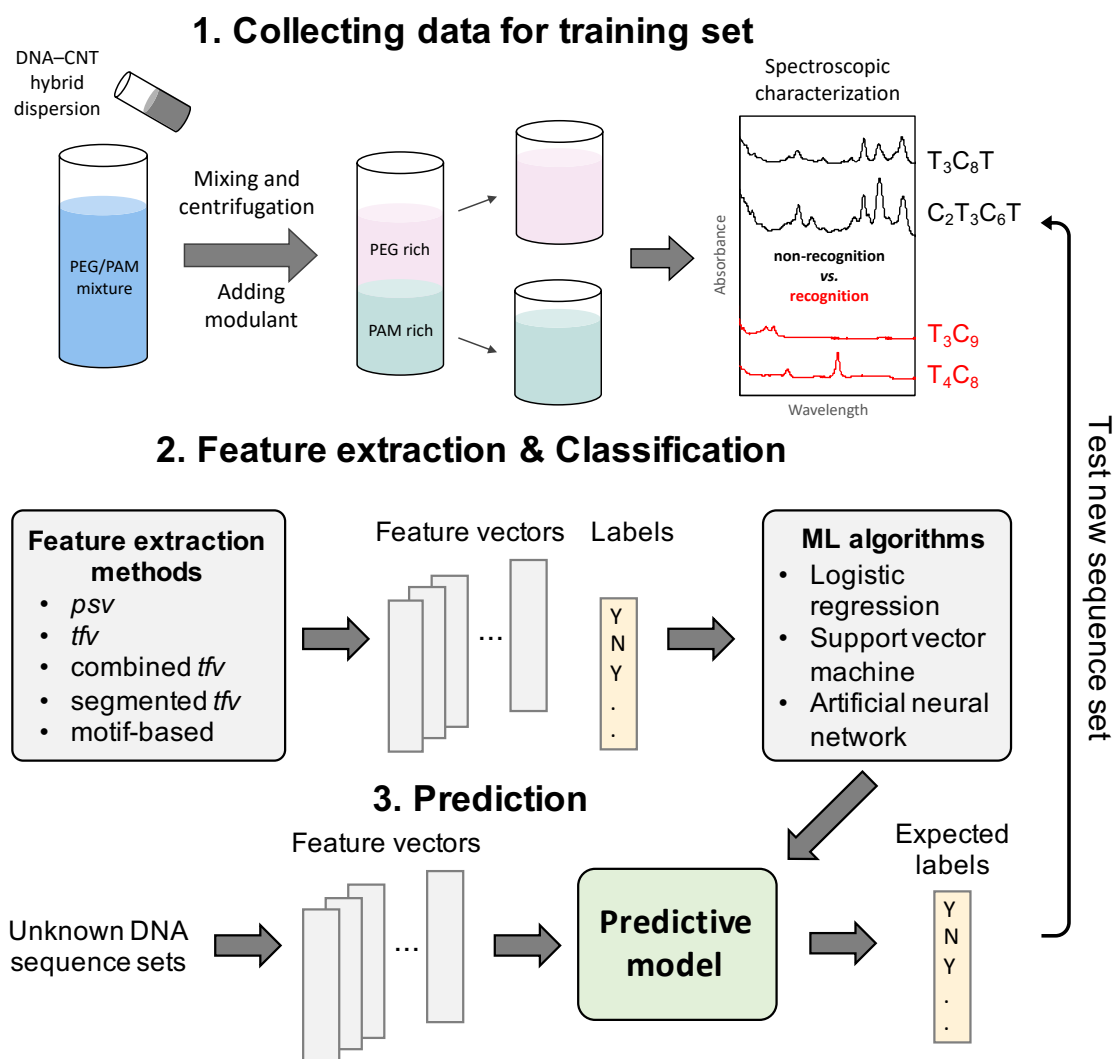 1. Collecting data for training set
DNA–CNT
hybrid
dispersion
PEG/PAM
mixture
Mixing and
centrifugation
Adding
modulant
PEG rich
PAM rich
Spectroscopic
characterization
Absorbance
Wavelength
non-recognition
vs.
recognition
T₃C₈T
C₂T₃C₆T
T₃C₉
T₄C₈
2. Feature extraction & Classification
Feature extraction
methods
• psv
• tfv
• combined tfv
• segmented tfv
• motif-based
Feature vectors
...
Labels
Y
N
Y
.
.
ML algorithms
• Logistic
regression
• Support vector
machine
• Artificial neural
network
Test new sequence set
3. Prediction
Unknown DNA
sequence sets
Feature vectors
...
Predictive
model
Expected
labels
Y
N
Y
.
.